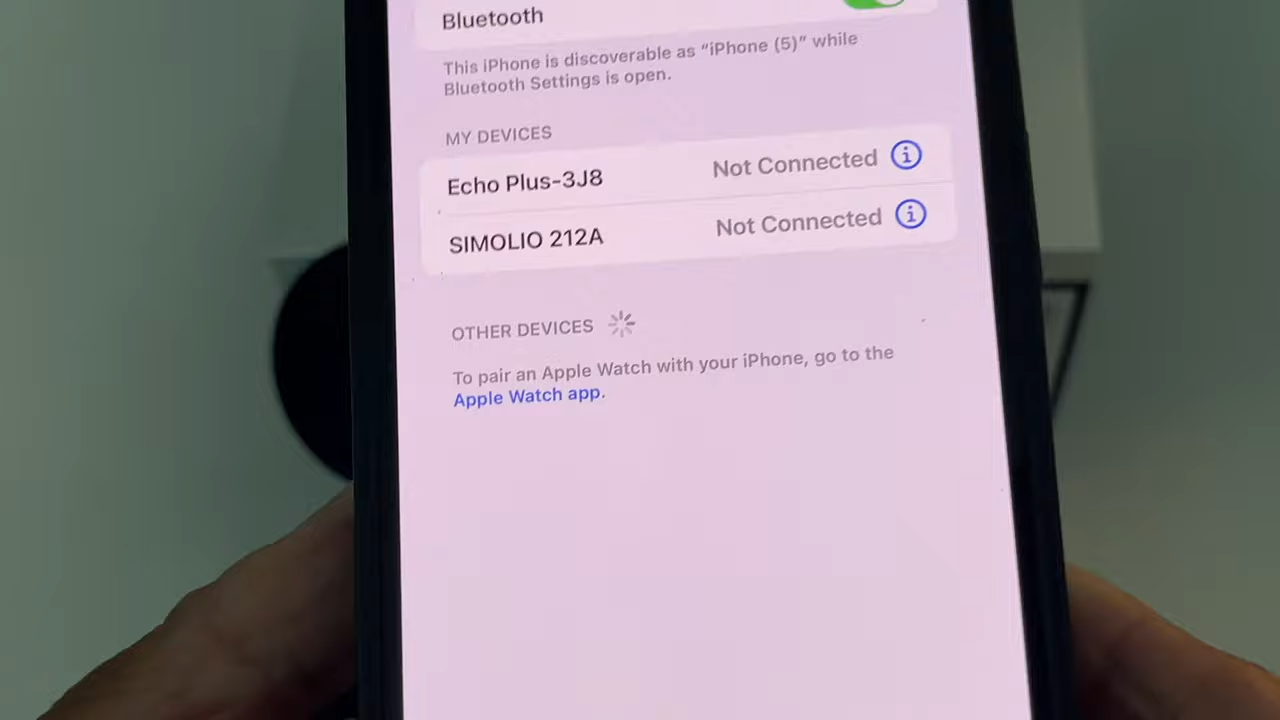 Bluetooth
This iPhone is discoverable as “iPhone (5)” while
Bluetooth Settings is open.
MY DEVICES
Echo Plus-3J8 Not Connected
SIMOLIO 212A Not Connected
OTHER DEVICES
To pair an Apple Watch with your iPhone, go to the
Apple Watch app.